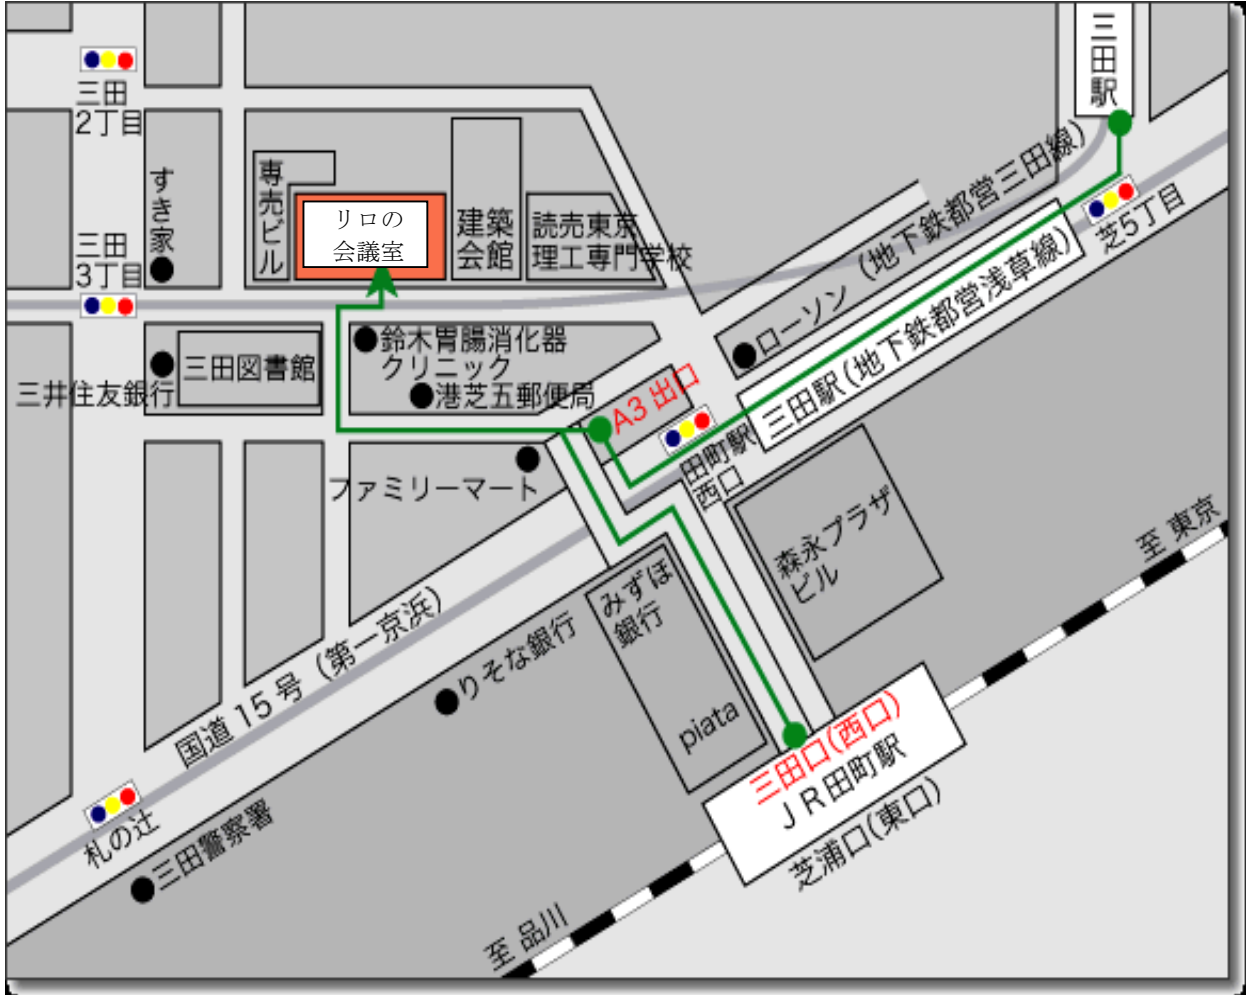 三田
2丁目
三田
駅
すき家
専売ビル
リロの
会議室
建築
会館
読売東京
理工専門学校
三田
3丁目
(地下鉄都営三田線)
芝5丁目
ローソン
三田駅(地下鉄都営浅草線)
三田図書館
三井住友銀行
鈴木胃腸消化器
クリニック
港芝五郵便局
A3 出口
田町駅
西口
ファミリーマート
森永プラザ
ビル
至 東京
みずほ
銀行
piata
りそな銀行
国道 15 号 (第一京浜)
三田口(西口)
JR田町駅
芝浦口(東口)
札の辻
三田警察署
至 品川